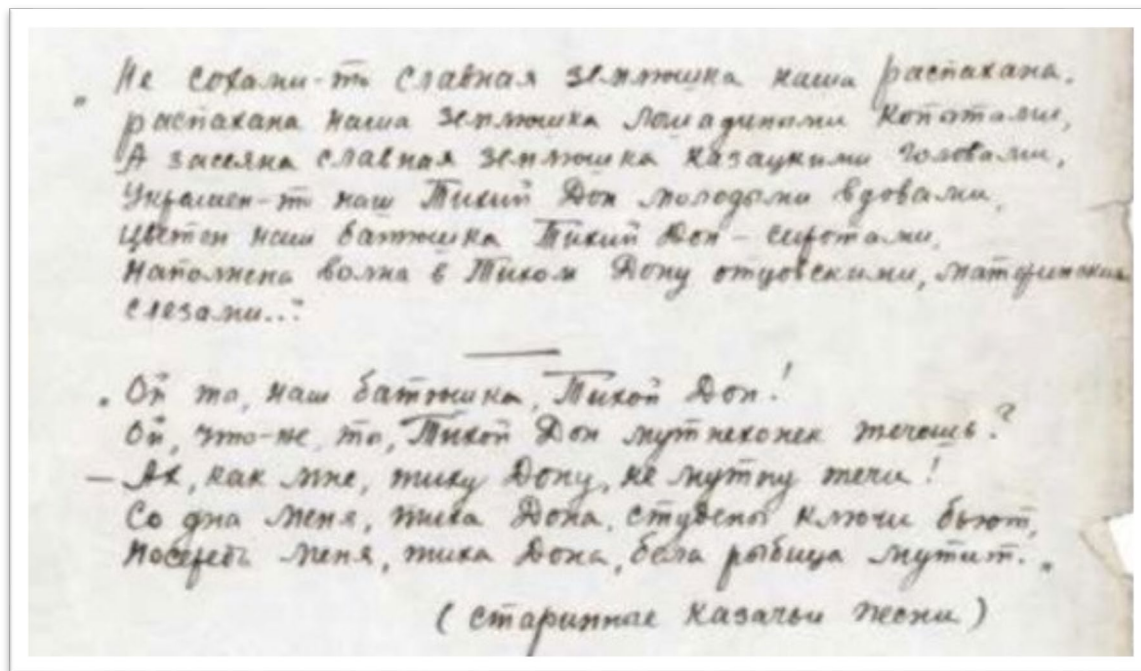 „ Не сохами-то славная землюшка наша распахана.
распахана наша землюшка лошадиными копытами,
А засеяна славная землюшка казацкими головами,
Украшен-то наш Тихий Дон молодыми вдовами,
Цветен наш батюшка Тихий Дон – сиротами,
Наполнена волна в Тихом Дону отцовскими, материнскими
слезами..."
„ Ой ты, наш батюшка, Тихой Дон!
Ой, что-же, ты, Тихой Дон мутнехонек течешь?
— Ах, как мне, тиху Дону, не мутну течи!
Со дна меня, тиха Дона, студены ключи бьют,
Посередь меня, тиха Дона, бела рыбица мутит. „
( старинные казачьи песни )